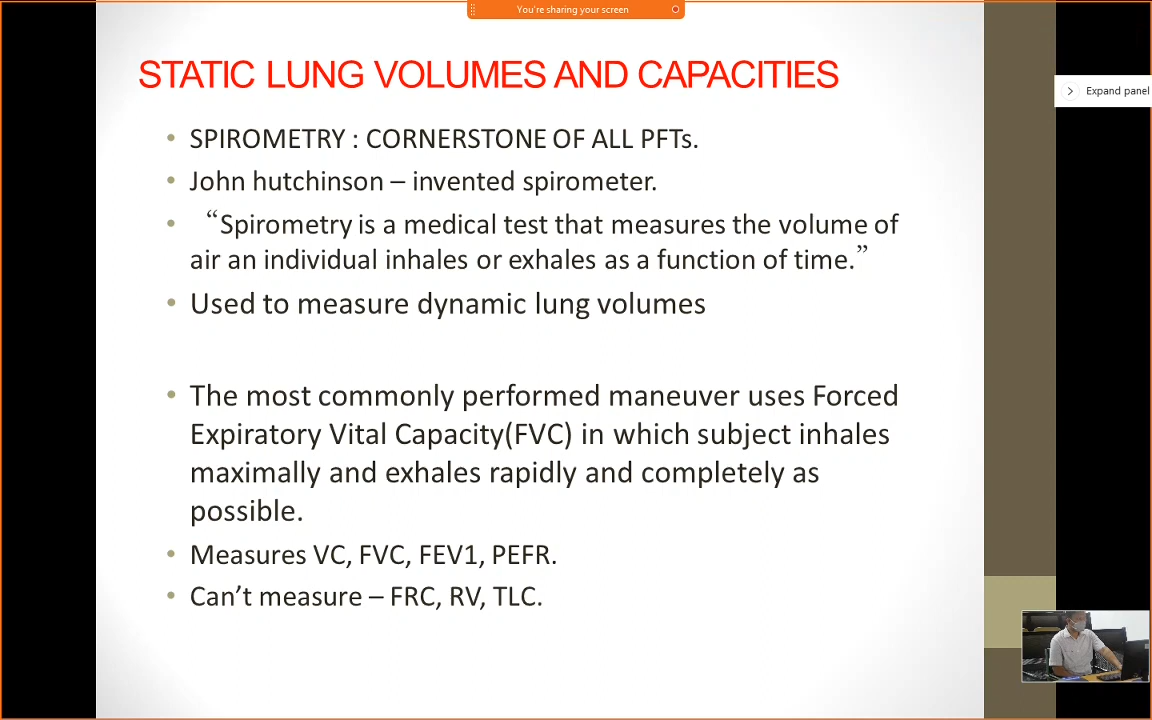 You're sharing your screen
STATIC LUNG VOLUMES AND CAPACITIES
Expand panel
• SPIROMETRY : CORNERSTONE OF ALL PFTs.
• John hutchinson – invented spirometer.
• “Spirometry is a medical test that measures the volume of
air an individual inhales or exhales as a function of time.”
• Used to measure dynamic lung volumes
• The most commonly performed maneuver uses Forced
Expiratory Vital Capacity(FVC) in which subject inhales
maximally and exhales rapidly and completely as
possible.
• Measures VC, FVC, FEV1, PEFR.
• Can’t measure – FRC, RV, TLC.